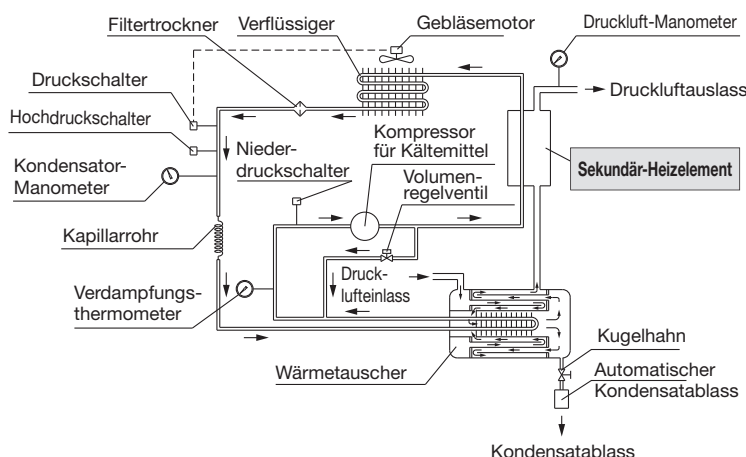 Filtertrockner
Verflüssiger
Gebläsemotor
Druckluft-Manometer
Druckschalter
Druckluftauslass
Hochdruckschalter
Nieder-
druckschalter
Kompressor
für Kältemittel
Kondensator-
Manometer
Volumen-
regelventil
Sekundär-Heizelement
Kapillarrohr
Verdampfungs-
thermometer
Druck-
lufteinlass
Wärmetauscher
Kugelhahn
Automatischer
Kondensatablass
Kondensatablass